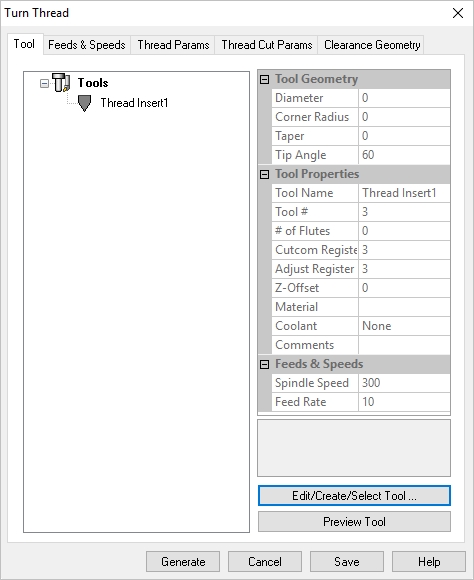 Turn Thread
Tool Feeds & Speeds Thread Params Thread Cut Params Clearance Geometry
Tools
Thread Insert1
Tool Geometry
Diameter 0
Corner Radius 0
Taper 0
Tip Angle 60
Tool Properties
Tool Name Thread Insert1
Tool # 3
# of Flutes 0
Cutcom Registe 3
Adjust Register 3
Z-Offset 0
Material
Coolant None
Comments
Feeds & Speeds
Spindle Speed 300
Feed Rate 10
Edit/Create/Select Tool ...
Preview Tool
Generate Cancel Save Help